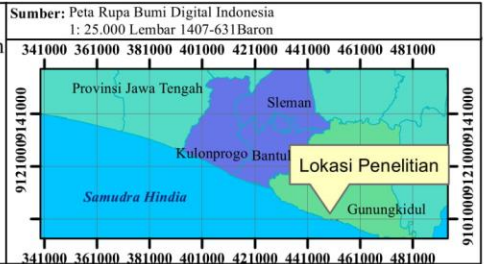 Sumber: Peta Rupa Bumi Digital Indonesia
1: 25.000 Lembar 1407-631Baron
341000 361000 381000 401000 421000 441000 461000 481000
Provinsi Jawa Tengah
Sleman
Kulonprogo Bantul
Lokasi Penelitian
Samudra Hindia
Gunungkidul
9101000 9121000 9141000
9101000 9121000 9141000
341000 361000 381000 401000 421000 441000 461000 481000